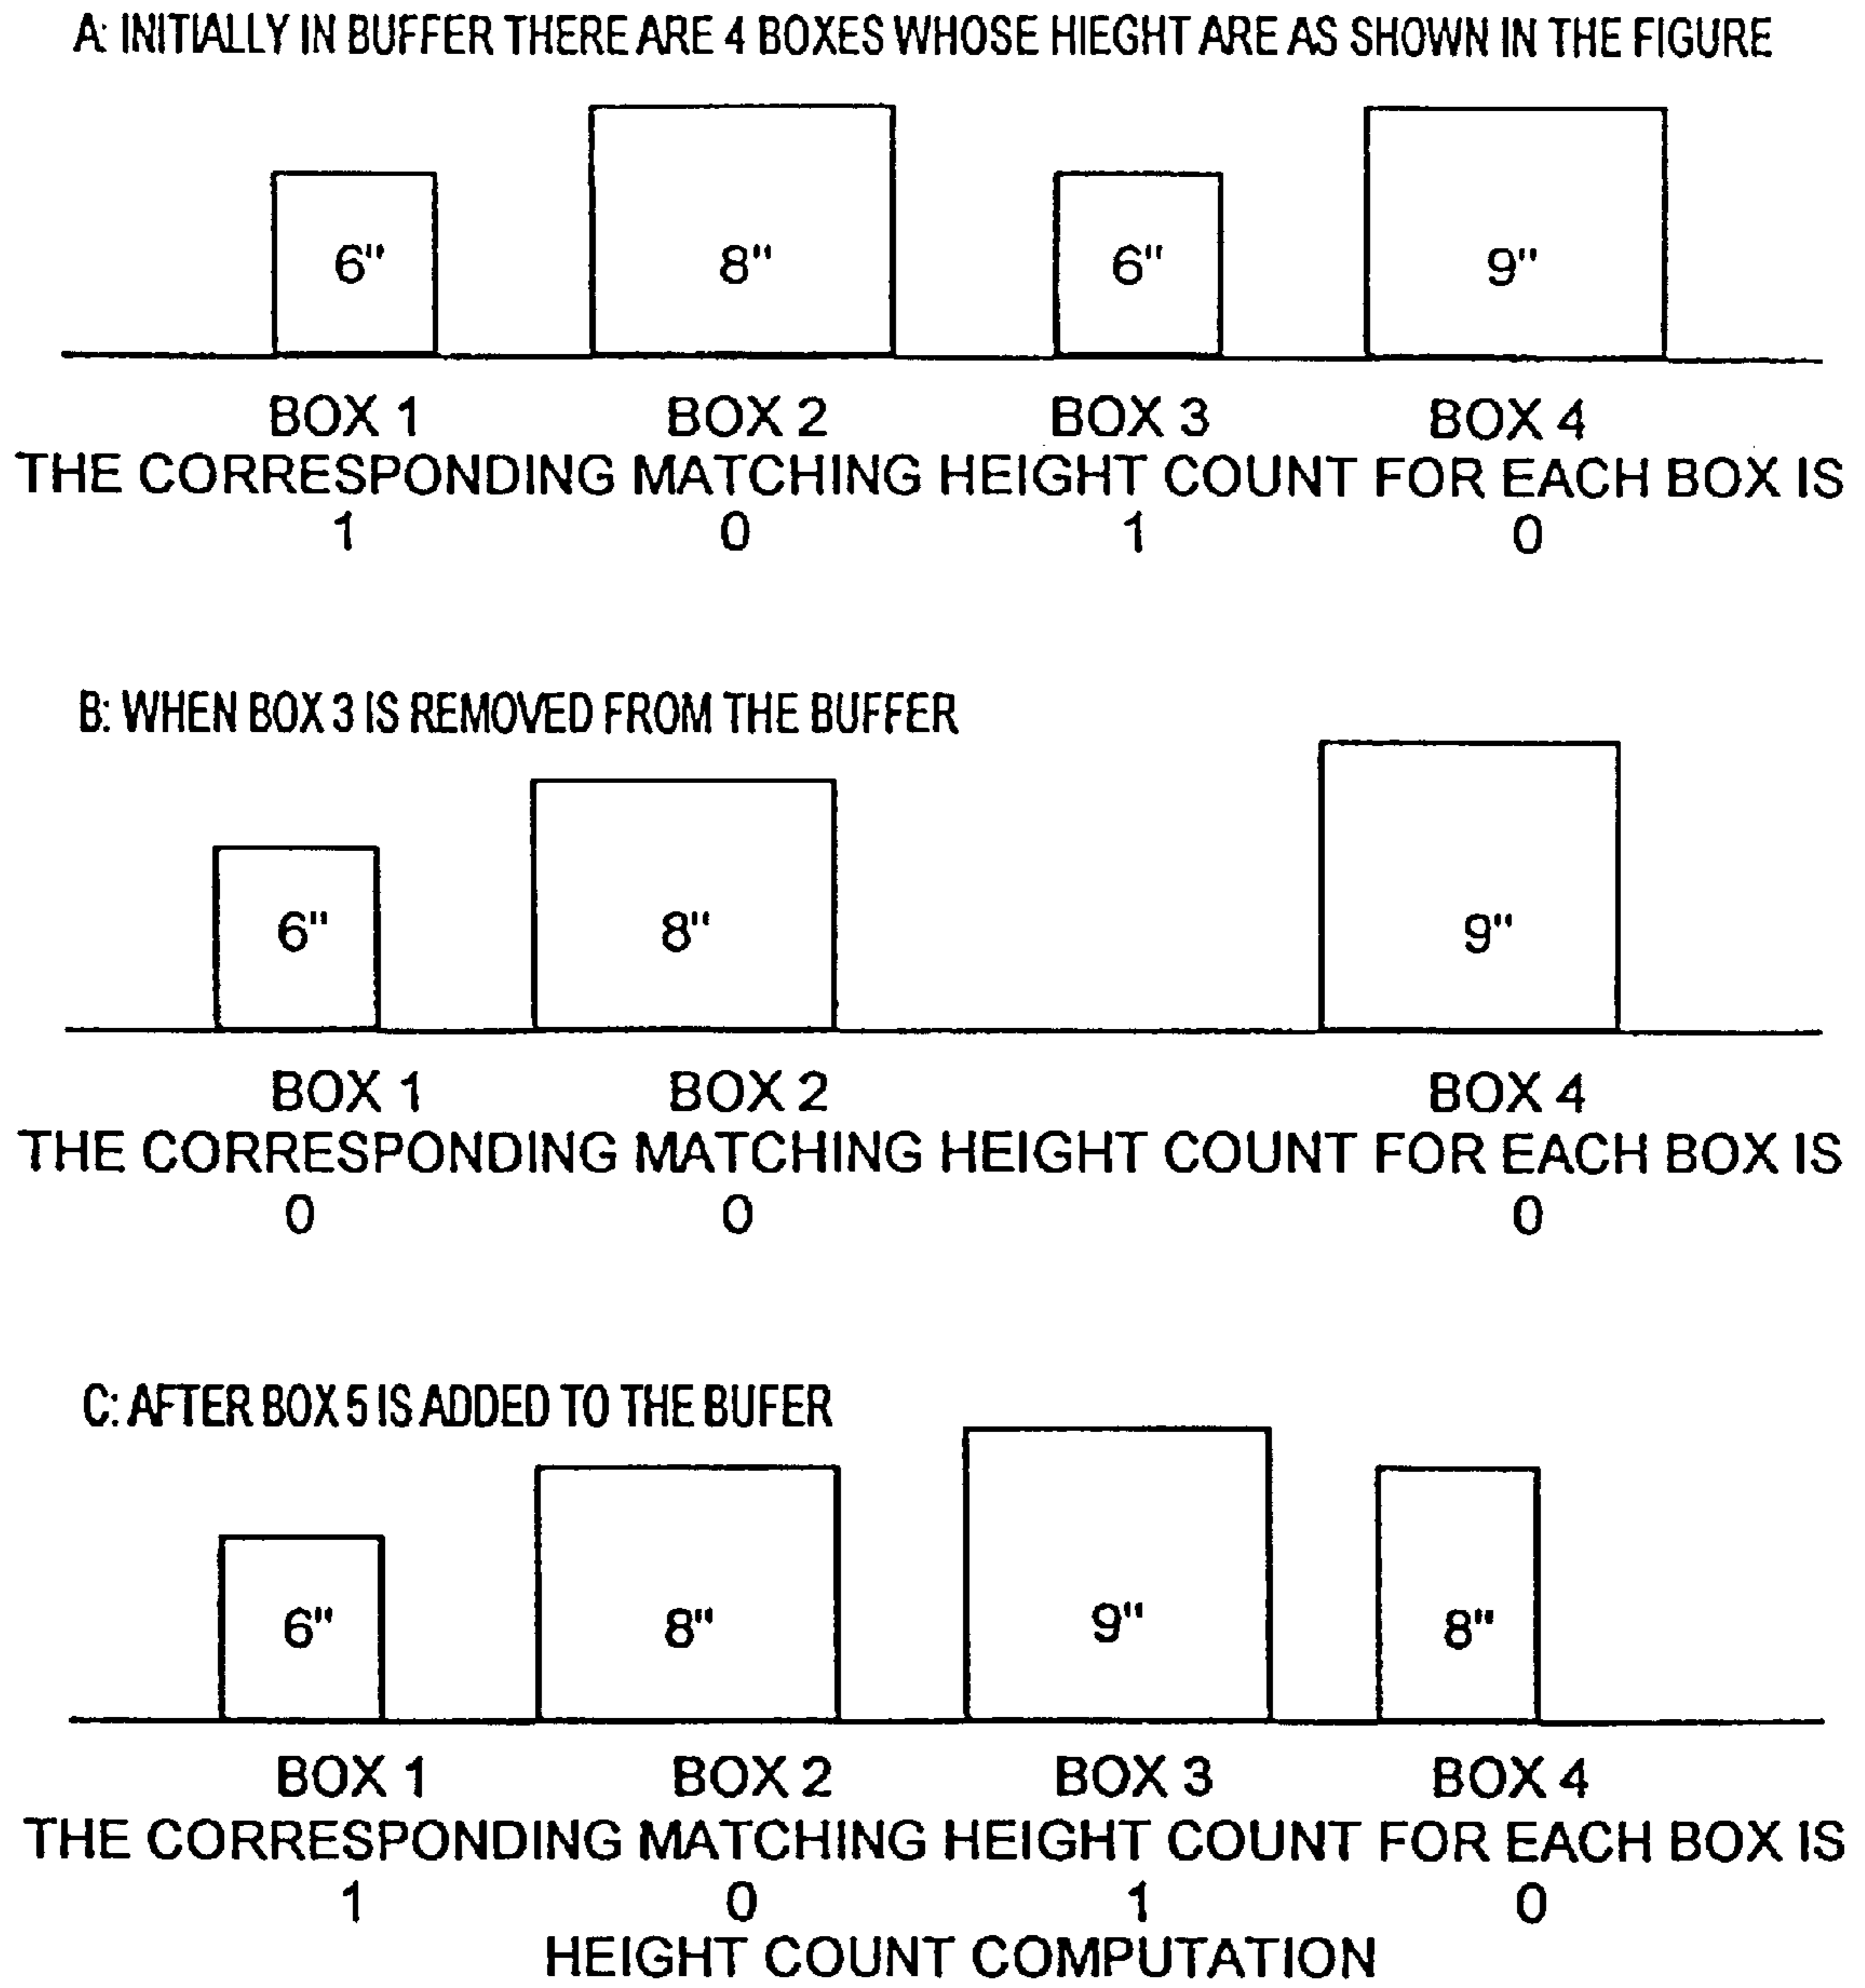 A: INITIALLY IN BUFFER THERE ARE 4 BOXES WHOSE HIEGHT ARE AS SHOWN IN THE FIGURE
6" 8" 6" 9"
BOX 1 BOX 2 BOX 3 BOX 4
THE CORRESPONDING MATCHING HEIGHT COUNT FOR EACH BOX IS
1 0 1 0
B: WHEN BOX 3 IS REMOVED FROM THE BUFFER
6" 8" 9"
BOX 1 BOX 2 BOX 4
THE CORRESPONDING MATCHING HEIGHT COUNT FOR EACH BOX IS
0 0 0
C: AFTER BOX 5 IS ADDED TO THE BUFER
6" 8" 9" 8"
BOX 1 BOX 2 BOX 3 BOX 4
THE CORRESPONDING MATCHING HEIGHT COUNT FOR EACH BOX IS
1 0 1 0
HEIGHT COUNT COMPUTATION